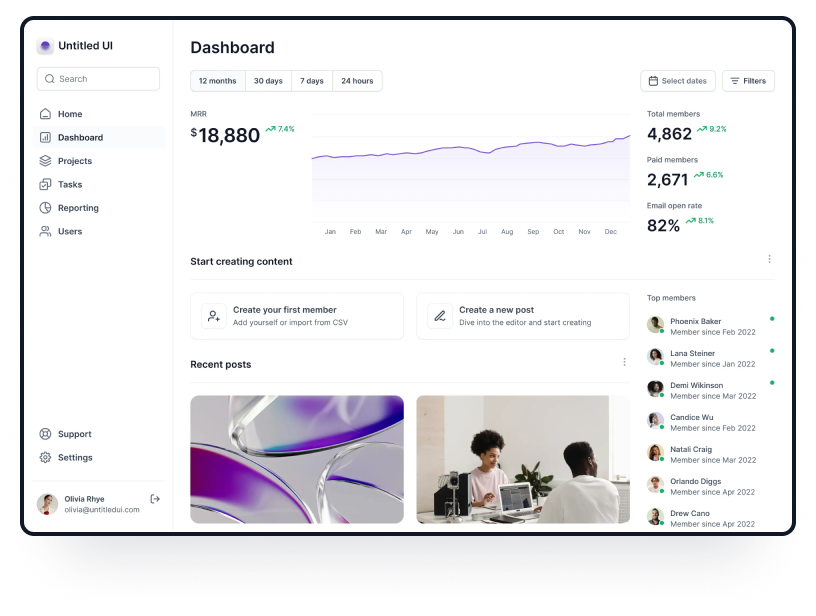 Untitled UI
Search
Home
Dashboard
Projects
Tasks
Reporting
Users
Support
Settings
Olivia Rhye
olivia@untitledui.com
Dashboard
12 months
30 days
7 days
24 hours
Select dates
Filters
MRR
$18,880
7.4%
Jan Feb Mar Apr May Jun Jul Aug Sep Oct Nov Dec
Total members
4,862
9.2%
Paid members
2,671
6.6%
Email open rate
82%
8.1%
Start creating content
Create your first member
Add yourself or import from CSV
Create a new post
Dive into the editor and start creating
Recent posts
Top members
Phoenix Baker
Member since Feb 2022
Lana Steiner
Member since Jan 2022
Demi Wikinson
Member since Mar 2022
Candice Wu
Member since Feb 2022
Natali Craig
Member since Mar 2022
Orlando Diggs
Member since Apr 2022
Drew Cano
Member since Apr 2022